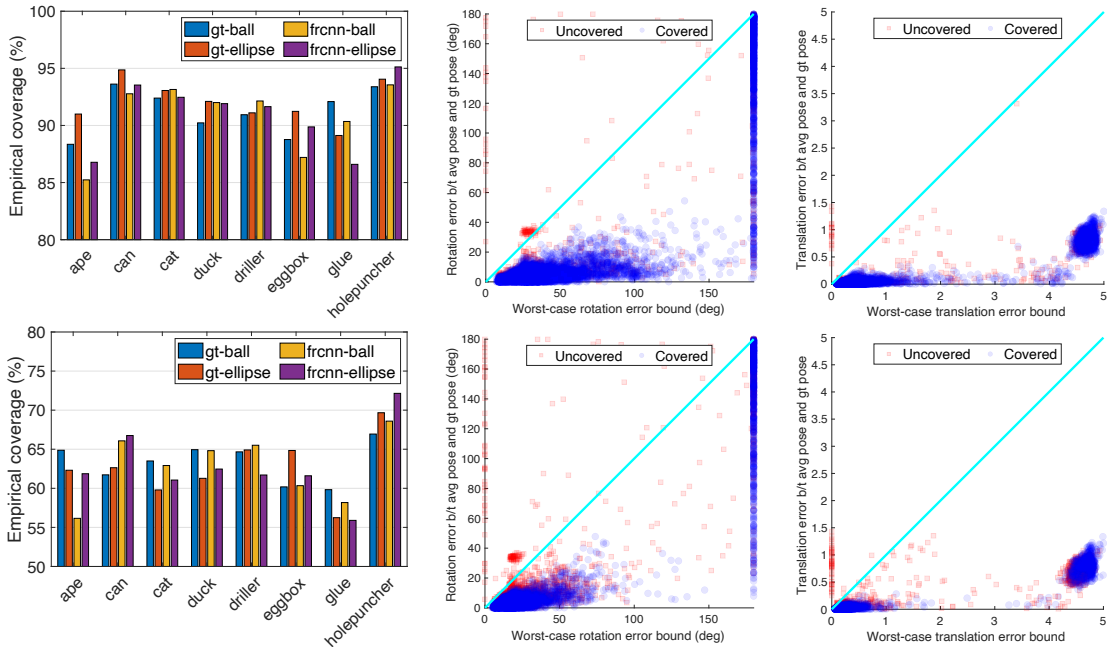 Empirical coverage (%)
95
90
85
80
gt-ball
frcnn-ball
gt-ellipse
frcnn-ellipse
ape
can
cat
duck
driller
eggbox
glue
holepuncher
Rotation error b/t avg pose and gt pose (deg)
180
160
140
120
100
80
60
40
20
0
Uncovered
Covered
0
50
100
150
Worst-case rotation error bound (deg)
Translation error b/t avg pose and gt pose
5
4.5
4
3.5
3
2.5
2
1.5
1
0.5
0
Uncovered
Covered
0
1
2
3
4
5
Worst-case translation error bound
Empirical coverage (%)
80
75
70
65
60
55
50
gt-ball
frcnn-ball
gt-ellipse
frcnn-ellipse
ape
can
cat
duck
driller
eggbox
glue
holepuncher
Rotation error b/t avg pose and gt pose (deg)
180
160
140
120
100
80
60
40
20
0
Uncovered
Covered
0
50
100
150
Worst-case rotation error bound (deg)
Translation error b/t avg pose and gt pose
5
4.5
4
3.5
3
2.5
2
1.5
1
0.5
0
Uncovered
Covered
0
1
2
3
4
5
Worst-case translation error bound